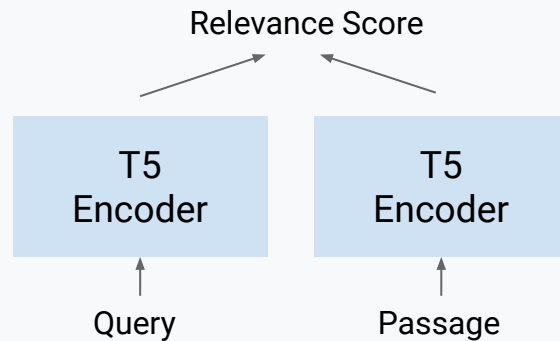 Relevance Score
T5
Encoder
T5
Encoder
Query
Passage